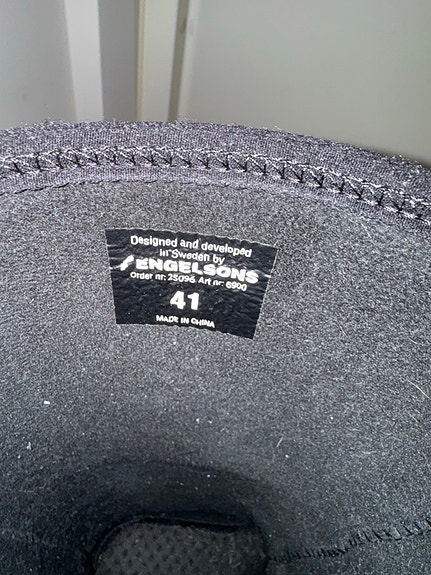 Designed and developed
in Sweden by
ENGELSONS
Order nr: 25096 Art nr: 6900
41
MADE IN CHINA